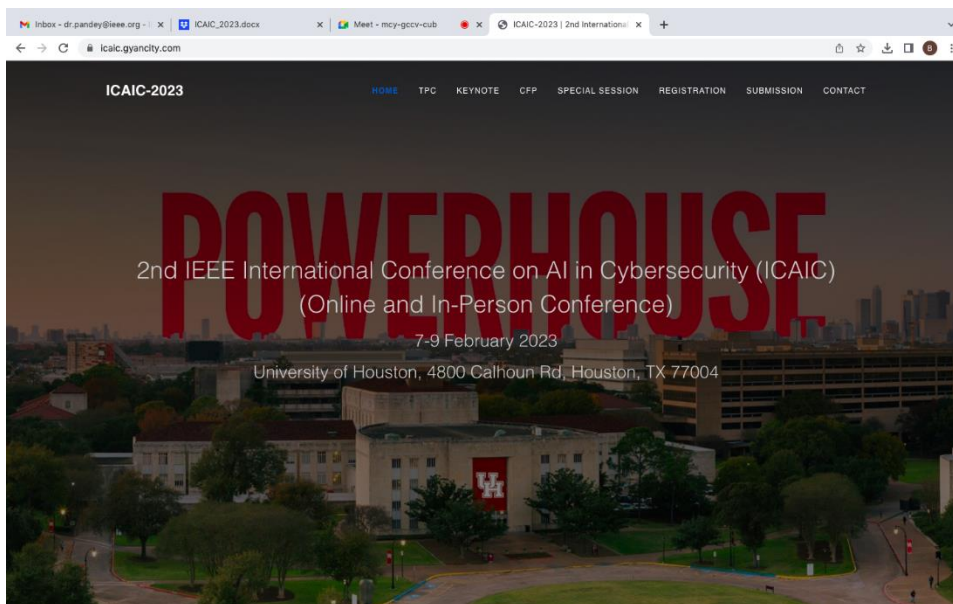 Inbox - dr.pandey@ieee.org -
ICAIC_2023.docx
Meet - mcy-gccv-cub
ICAIC-2023 | 2nd International
icaic.gyancity.com
B
ICAIC-2023
HOME TPC KEYNOTE CFP SPECIAL SESSION REGISTRATION SUBMISSION CONTACT
POWERHOUSE
2nd IEEE International Conference on AI in Cybersecurity (ICAIC)
(Online and In-Person Conference)
7-9 February 2023
University of Houston, 4800 Calhoun Rd, Houston, TX 77004
UH